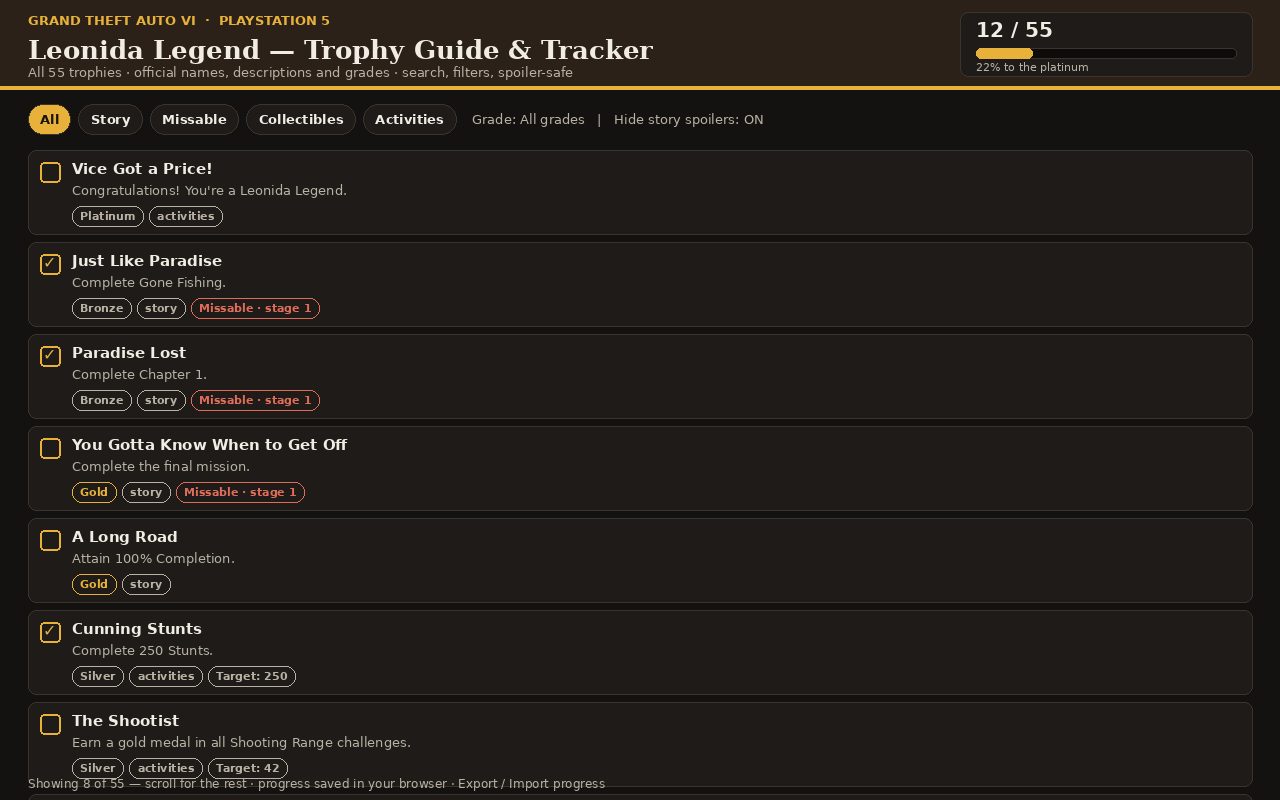 GRAND THEFT AUTO VI · PLAYSTATION 5
Leonida Legend — Trophy Guide & Tracker
All 55 trophies · official names, descriptions and grades · search, filters, spoiler-safe
12 / 55
22% to the platinum
All Story Missable Collectibles Activities Grade: All grades | Hide story spoilers: ON
Vice Got a Price!
Congratulations! You're a Leonida Legend.
Platinum activities
✓ Just Like Paradise
Complete Gone Fishing.
Bronze story Missable · stage 1
✓ Paradise Lost
Complete Chapter 1.
Bronze story Missable · stage 1
You Gotta Know When to Get Off
Complete the final mission.
Gold story Missable · stage 1
A Long Road
Attain 100% Completion.
Gold story
✓ Cunning Stunts
Complete 250 Stunts.
Silver activities Target: 250
The Shootist
Earn a gold medal in all Shooting Range challenges.
Silver activities Target: 42
Showing 8 of 55 — scroll for the rest · progress saved in your browser · Export / Import progress